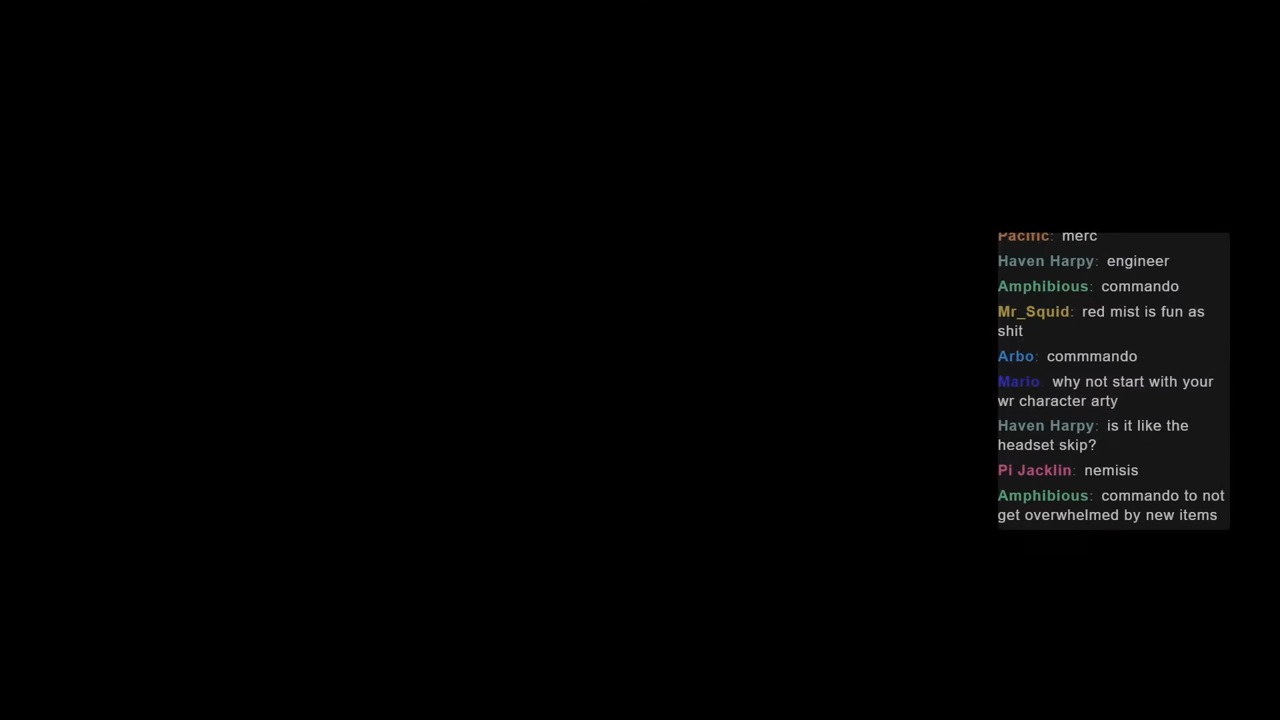 Pacific: merc
Haven Harpy: engineer
Amphibious: commando
Mr_Squid: red mist is fun as
shit
Arbo: commmando
Mario: why not start with your
wr character arty
Haven Harpy: is it like the
headset skip?
Pi Jacklin: nemisis
Amphibious: commando to not
get overwhelmed by new items